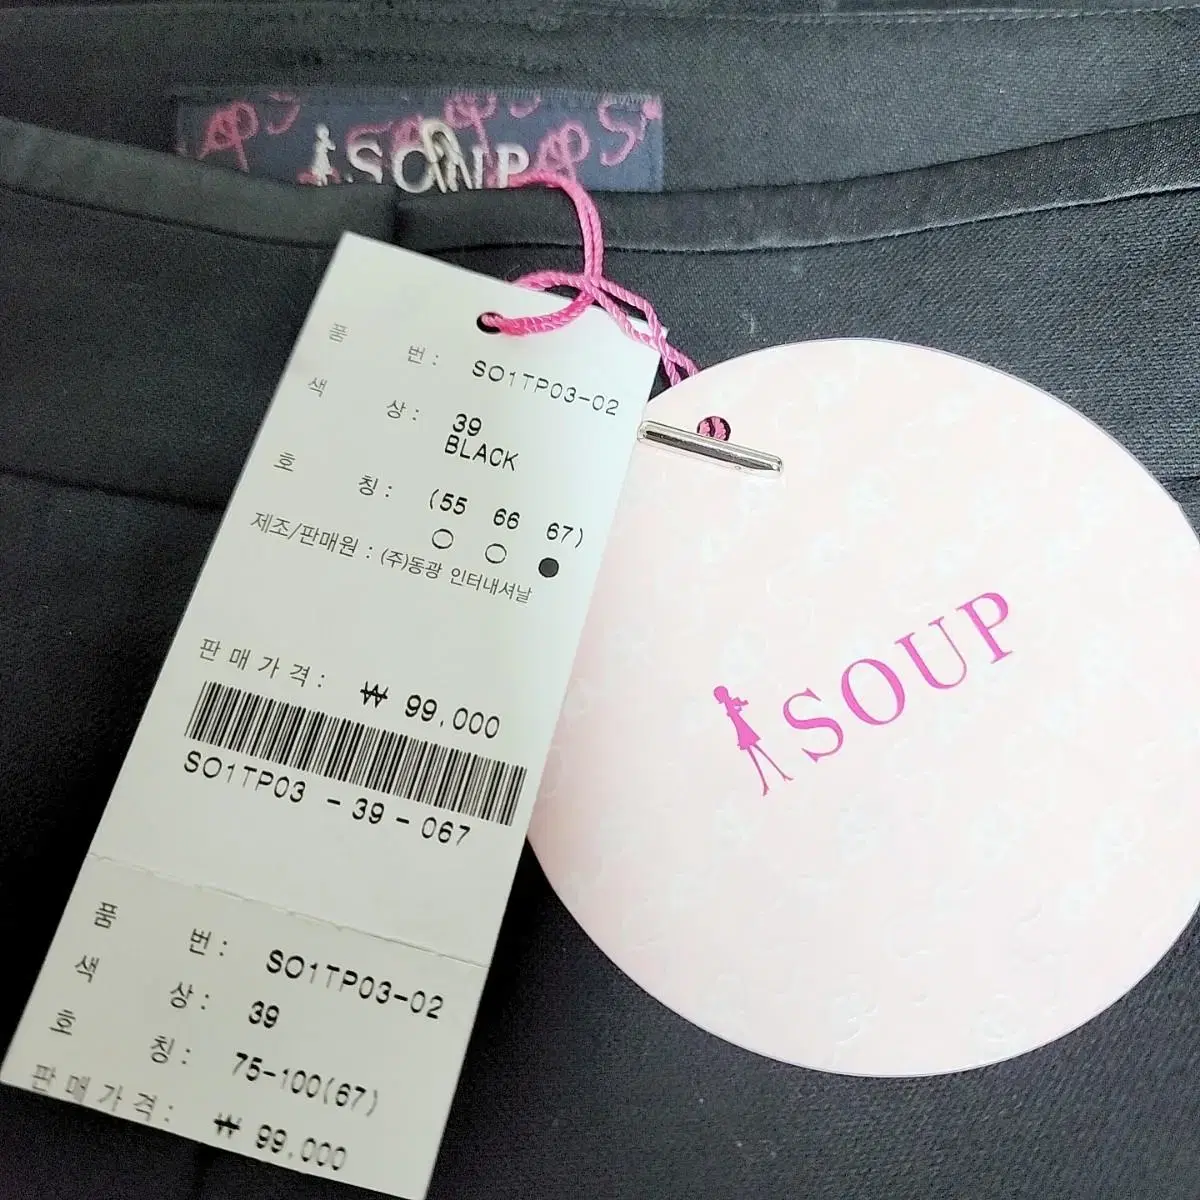 SOUP
품 번 : SO1TP03-02
색 상 : 39
BLACK
호 칭 : (55 66 67)
제조/판매원 : (주)동광 인터내셔날
판매가격 : ₩ 99,000
SO1TP03 - 39 - 067
품 번 : SO1TP03-02
색 상 : 39
호 칭 : 75-100(67)
판매가격 : ₩ 99,000
SOUP